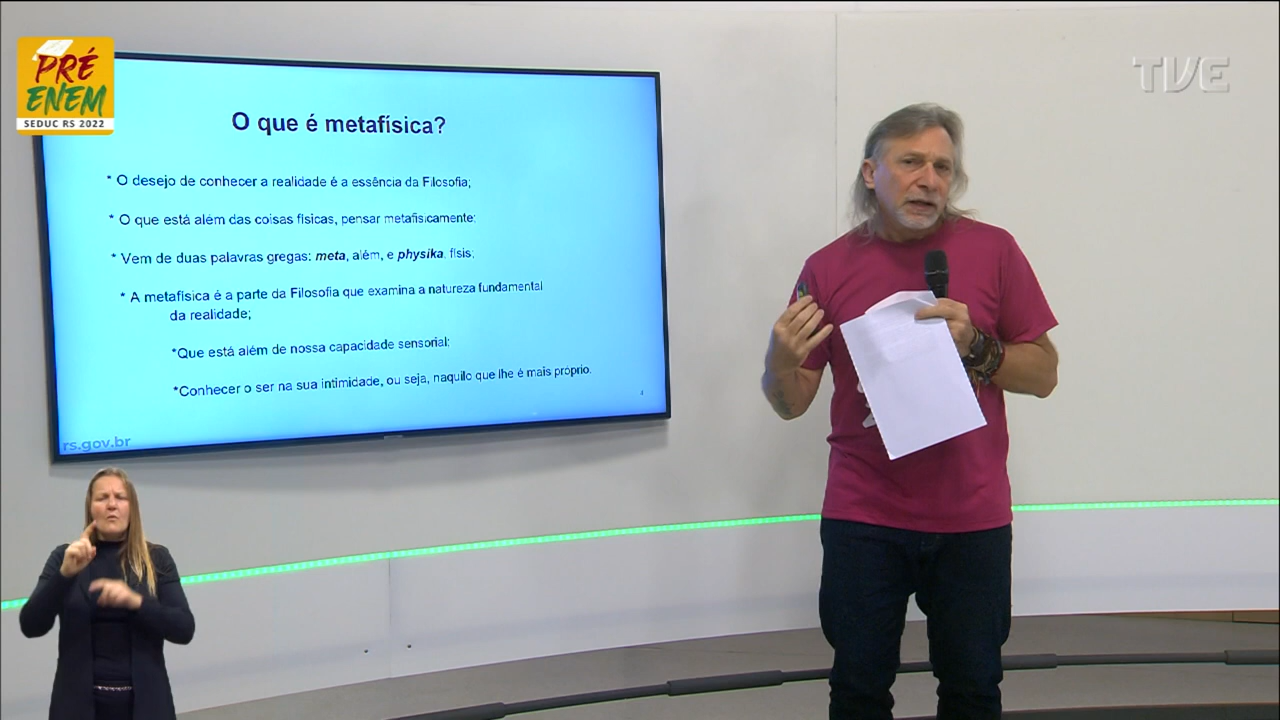 PRÉ
ENEM
SEDUC RS 2022
TVE
O que é metafísica?
* O desejo de conhecer a realidade é a essência da Filosofia;
* O que está além das coisas físicas, pensar metafisicamente;
* Vem de duas palavras gregas: meta, além, e physika, físis;
* A metafísica é a parte da Filosofia que examina a natureza fundamental
da realidade;
*Que está além de nossa capacidade sensorial;
*Conhecer o ser na sua intimidade, ou seja, naquilo que lhe é mais próprio.
4
rs.gov.br